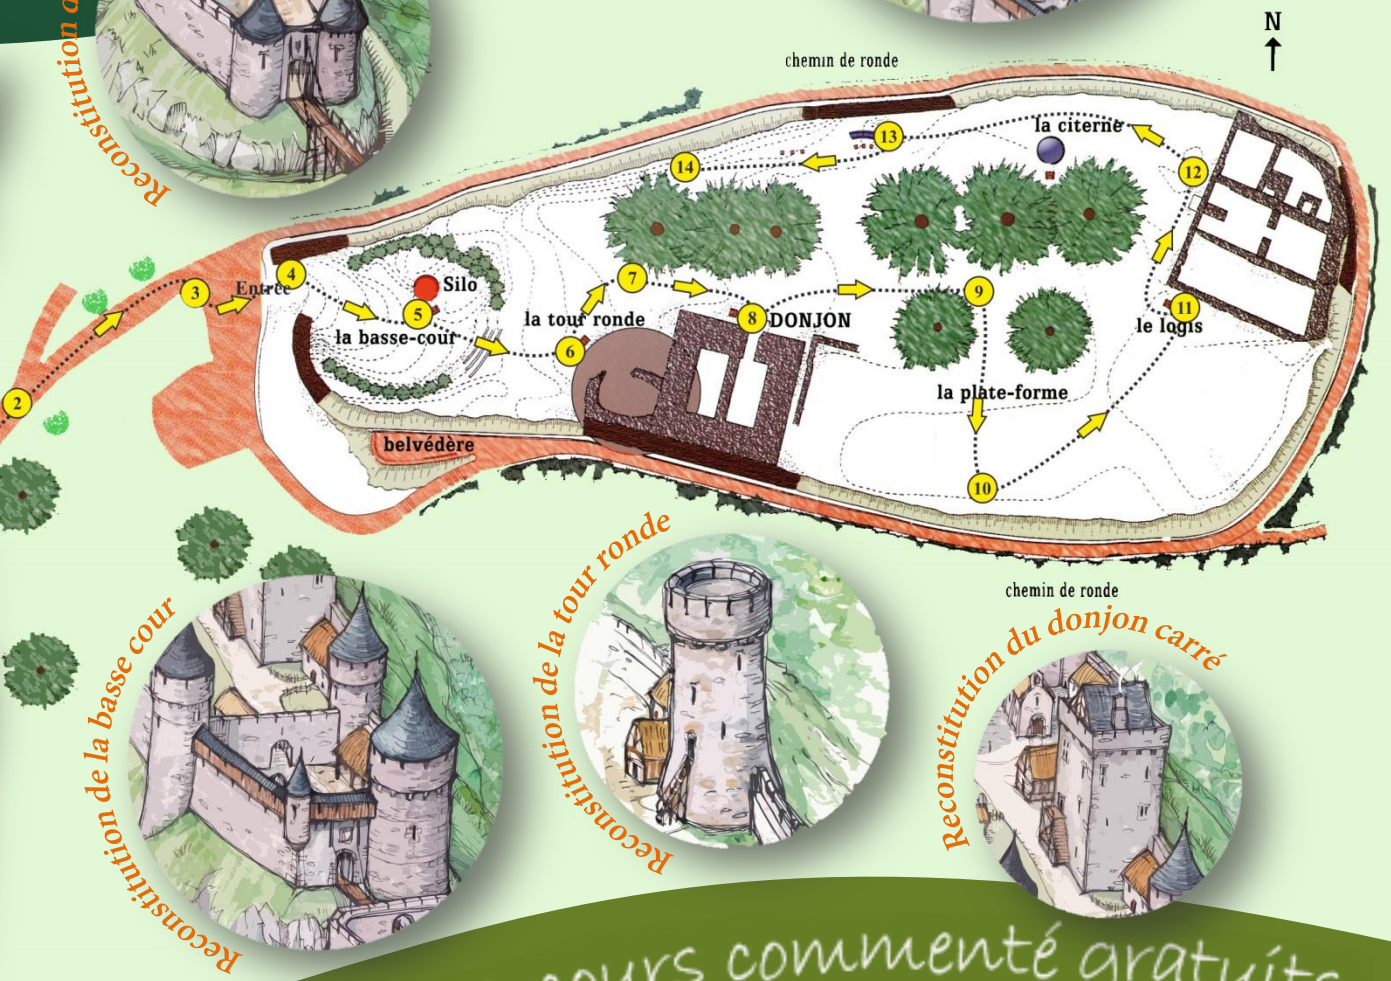 Reconstitution
N
chemin de ronde
13
la citerne
14
12
4
3
Entrée
7
Silo
5
la basse-cour
la tour ronde
6
8
DONJON
9
11
le logis
2
la plate-forme
belvédère
10
chemin de ronde
Reconstitution de la basse cour
Reconstitution de la tour ronde
Reconstitution du donjon carré
commenté gratuits